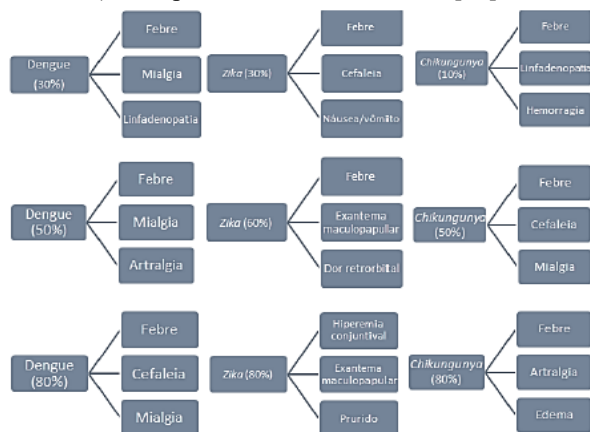 Febre
Dengue
(30%)
Mialgia
Linfadenopatia
Febre
Zika (30%)
Cefaleia
Náusea/vômito
Febre
Chikungunya
(10%)
Linfadenopatia
Hemorragia
Febre
Dengue
(50%)
Mialgia
Artralgia
Febre
Zika (60%)
Exantema
maculopapular
Dor retrorbital
Febre
Chikungunya
(50%)
Cefaleia
Mialgia
Febre
Dengue
(80%)
Cefaleia
Mialgia
Hiperemia
conjuntival
Zika (80%)
Exantema
maculopapular
Prurido
Febre
Chikungunya
(80%)
Artralgia
Edema